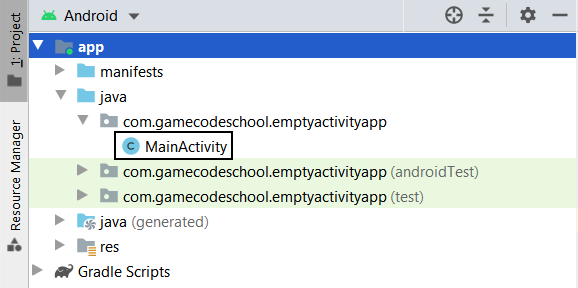 1: Project
Resource Manager
Android
app
manifests
java
com.gamecodeschool.emptyactivityapp
C MainActivity
com.gamecodeschool.emptyactivityapp (androidTest)
com.gamecodeschool.emptyactivityapp (test)
java (generated)
res
Gradle Scripts